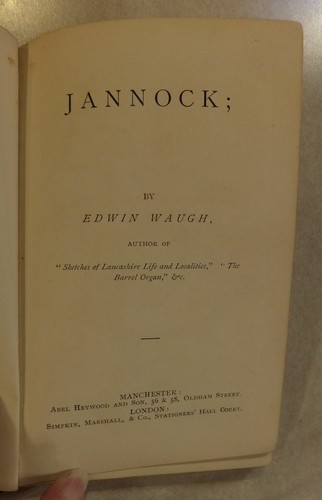 JANNOCK;
BY
EDWIN WAUGH,
AUTHOR OF
"Sketches of Lancashire Life and Localities," "The
Barrel Organ," &c.
MANCHESTER:
ABEL HEYWOOD AND SON, 56 & 58, OLDHAM STREET.
LONDON:
SIMPKIN, MARSHALL, & CO., STATIONERS' HALL COURT.